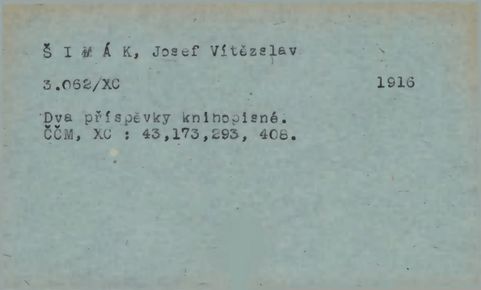 Š I M Á K, Josef Vítězslav
3.062/XC 1916
Dva příspěvky knihopisné.
ČČM, XC : 43,173,293, 408.